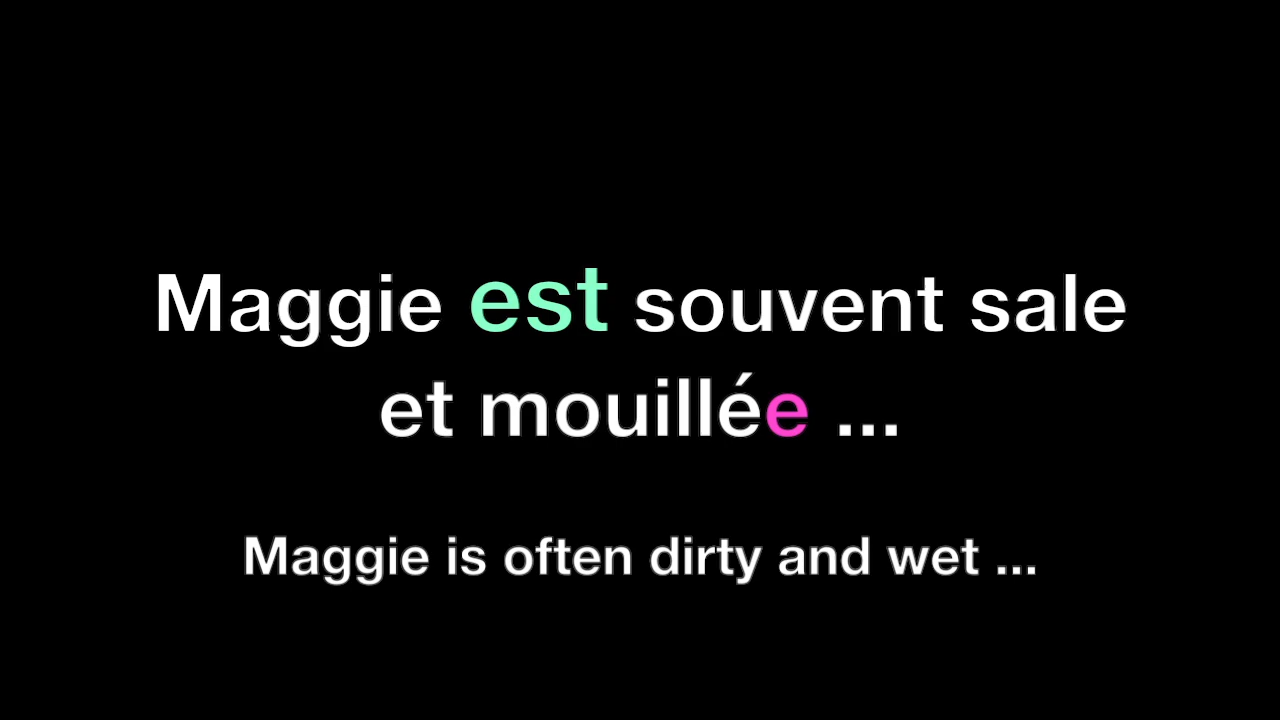 Maggie est souvent sale
et mouillée ...
Maggie is often dirty and wet ...